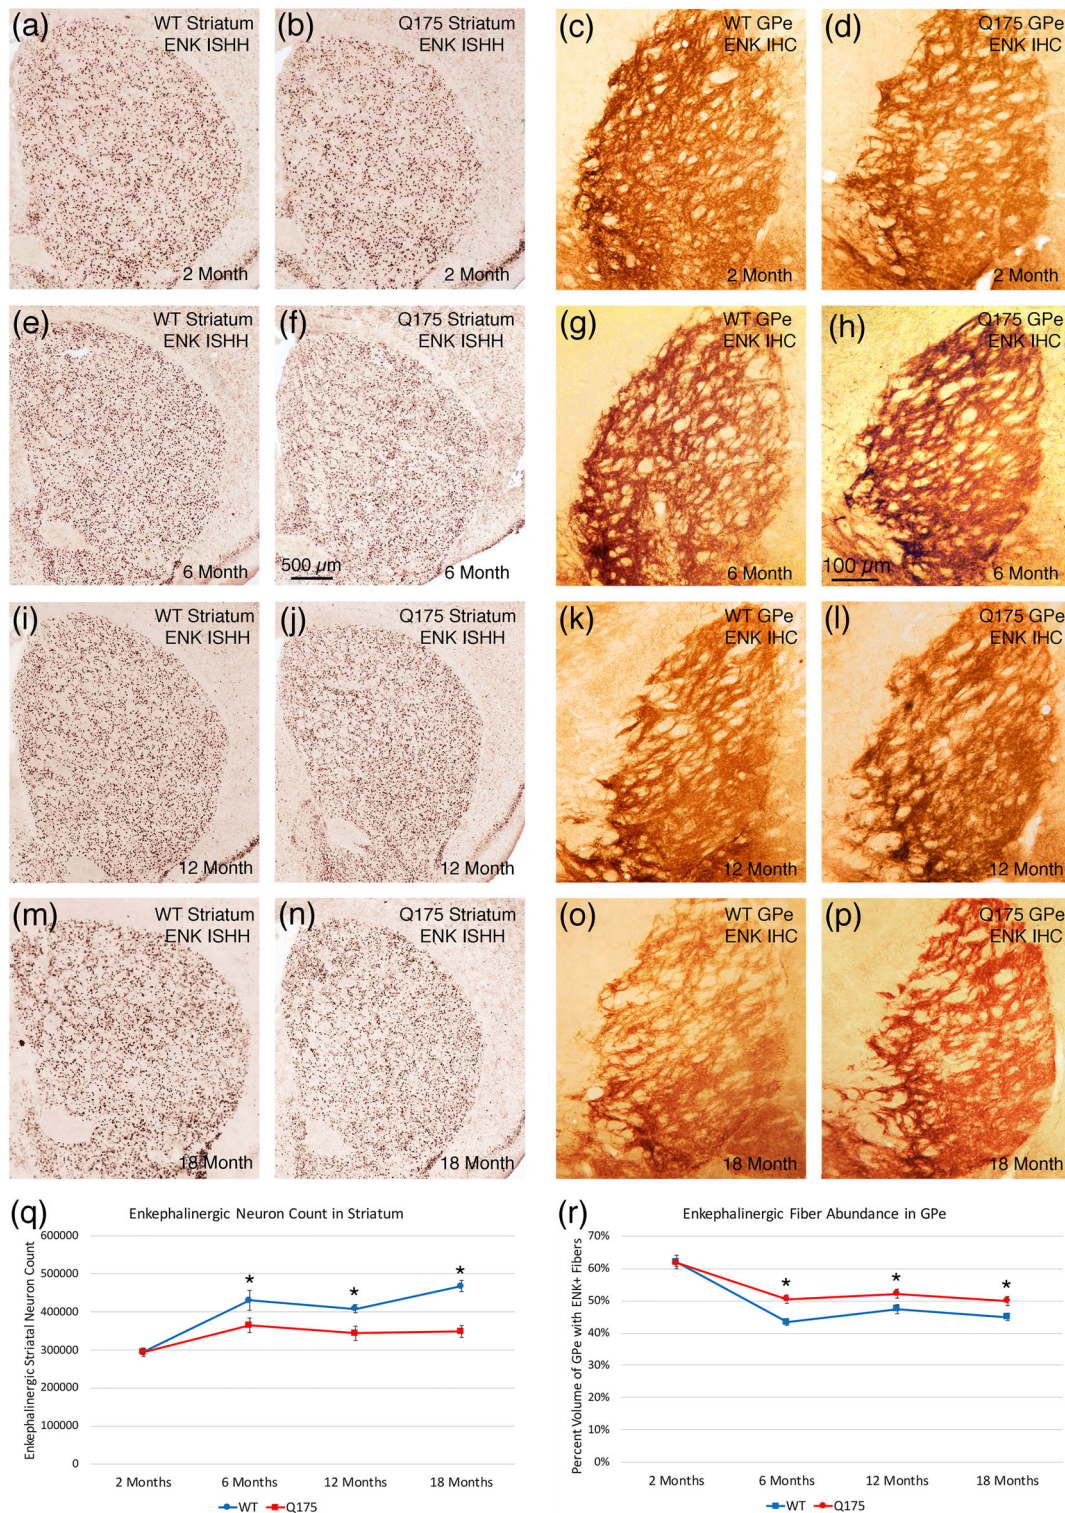 (a)
WT Striatum
ENK ISHH
2 Month
(b)
Q175 Striatum
ENK ISHH
2 Month
(c)
WT GPe
ENK IHC
2 Month
(d)
Q175 GPe
ENK IHC
2 Month
(e)
WT Striatum
ENK ISHH
6 Month
(f)
Q175 Striatum
ENK ISHH
500 µm
6 Month
(g)
WT GPe
ENK IHC
6 Month
(h)
Q175 GPe
ENK IHC
100 µm
6 Month
(i)
WT Striatum
ENK ISHH
12 Month
(j)
Q175 Striatum
ENK ISHH
12 Month
(k)
WT GPe
ENK IHC
12 Month
(l)
Q175 GPe
ENK IHC
12 Month
(m)
WT Striatum
ENK ISHH
18 Month
(n)
Q175 Striatum
ENK ISHH
18 Month
(o)
WT GPe
ENK IHC
18 Month
(p)
Q175 GPe
ENK IHC
18 Month
(q)
Enkephalinergic Neuron Count in Striatum
Enkephalinergic Striatal Neuron Count
600000
500000
400000
300000
200000
100000
0
* * *
2 Months 6 Months 12 Months 18 Months
WT Q175
(r)
Enkephalinergic Fiber Abundance in GPe
Percent Volume of GPe with ENK+ Fibers
70%
60%
50%
40%
30%
20%
10%
0%
* * *
2 Months 6 Months 12 Months 18 Months
WT Q175